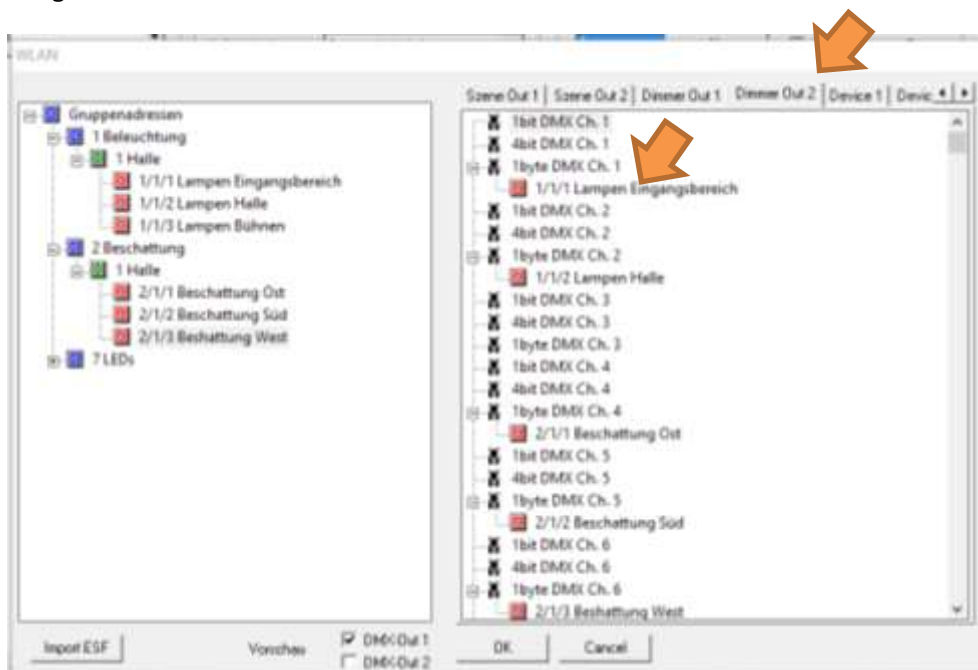 WLAN
Gruppenadressen
1 Beleuchtung
1 Halle
1/1/1 Lampen Eingangsbereich
1/1/2 Lampen Halle
1/1/3 Lampen Bühnen
2 Beschattung
1 Halle
2/1/1 Beschattung Ost
2/1/2 Beschattung Süd
2/1/3 Beshattung West
7 LEDs
Import ESF
Vorschau
DMX Out 1
DMX Out 2
Szene Out 1 Szene Out 2 Dimmer Out 1 Dimmer Out 2 Device 1 Devic
1bit DMX Ch. 1
4bit DMX Ch. 1
1byte DMX Ch. 1
1/1/1 Lampen Eingangsbereich
1bit DMX Ch. 2
4bit DMX Ch. 2
1byte DMX Ch. 2
1/1/2 Lampen Halle
1bit DMX Ch. 3
4bit DMX Ch. 3
1byte DMX Ch. 3
1bit DMX Ch. 4
4bit DMX Ch. 4
1byte DMX Ch. 4
2/1/1 Beschattung Ost
1bit DMX Ch. 5
4bit DMX Ch. 5
1byte DMX Ch. 5
2/1/2 Beschattung Süd
1bit DMX Ch. 6
4bit DMX Ch. 6
1byte DMX Ch. 6
2/1/3 Beshattung West
OK
Cancel